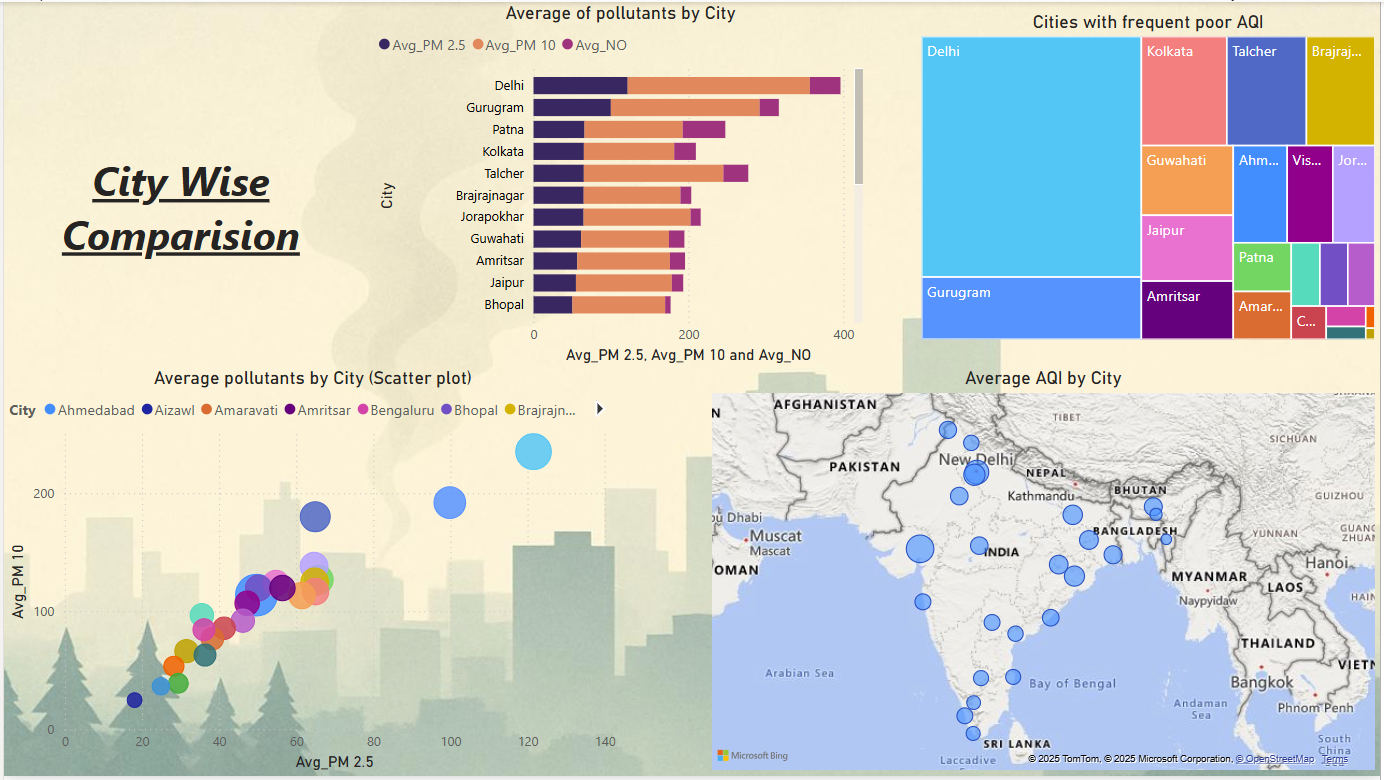 City Wise
Comparision
Average of pollutants by City
Avg_PM 2.5 Avg_PM 10 Avg_NO
City
Delhi
Gurugram
Patna
Kolkata
Talcher
Brajrajnagar
Jorapokhar
Guwahati
Amritsar
Jaipur
Bhopal
0 200 400
Avg_PM 2.5, Avg_PM 10 and Avg_NO
Cities with frequent poor AQI
Delhi
Kolkata
Talcher
Brajraj...
Guwahati
Ahm...
Vis...
Jor...
Jaipur
Patna
Gurugram
Amritsar
Amar...
C...
Average pollutants by City (Scatter plot)
City Ahmedabad Aizawl Amaravati Amritsar Bengaluru Bhopal Brajrajn...
Avg_PM 10
200
100
0
0 20 40 60 80 100 120 140
Avg_PM 2.5
Average AQI by City
AFGHANISTAN
TIBET
SICHUAN
PAKISTAN
New Delhi
NEPAL
Kathmandu
BHUTAN
GUIZHOU
Dhabi
Muscat
Muscat
OMAN
INDIA
BANGLADESH
YUNNAN
Hanoi
MYANMAR
Naypyidaw
LAOS
THAILAND
Arabian Sea
Bay of Bengal
Bangkok
Andaman
Sea
Phnom Penh
SRI LANKA
South
China
Laccadive
Microsoft Bing
© 2025 TomTom, © 2025 Microsoft Corporation, © OpenStreetMap Terms